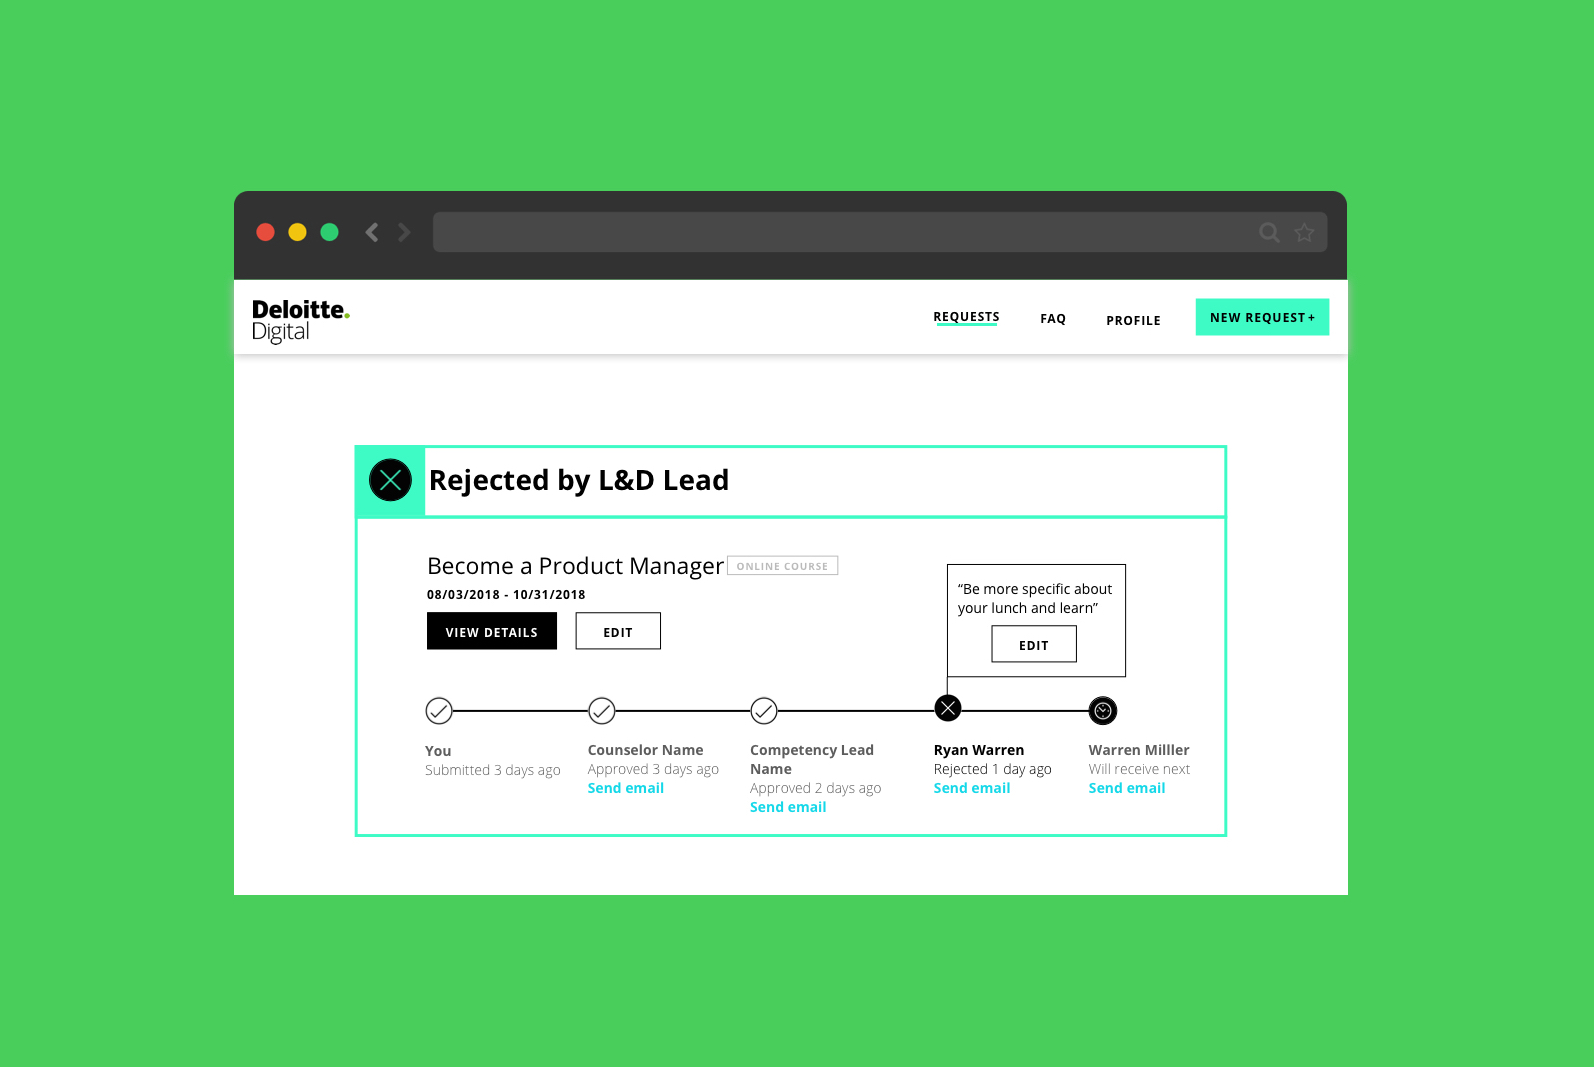 Deloitte.
Digital
REQUESTS
FAQ
PROFILE
NEW REQUEST +
Rejected by L&D Lead
Become a Product Manager
ONLINE COURSE
08/03/2018 - 10/31/2018
VIEW DETAILS
EDIT
“Be more specific about
your lunch and learn”
EDIT
You
Submitted 3 days ago
Counselor Name
Approved 3 days ago
Send email
Competency Lead
Name
Approved 2 days ago
Send email
Ryan Warren
Rejected 1 day ago
Send email
Warren Milller
Will receive next
Send email